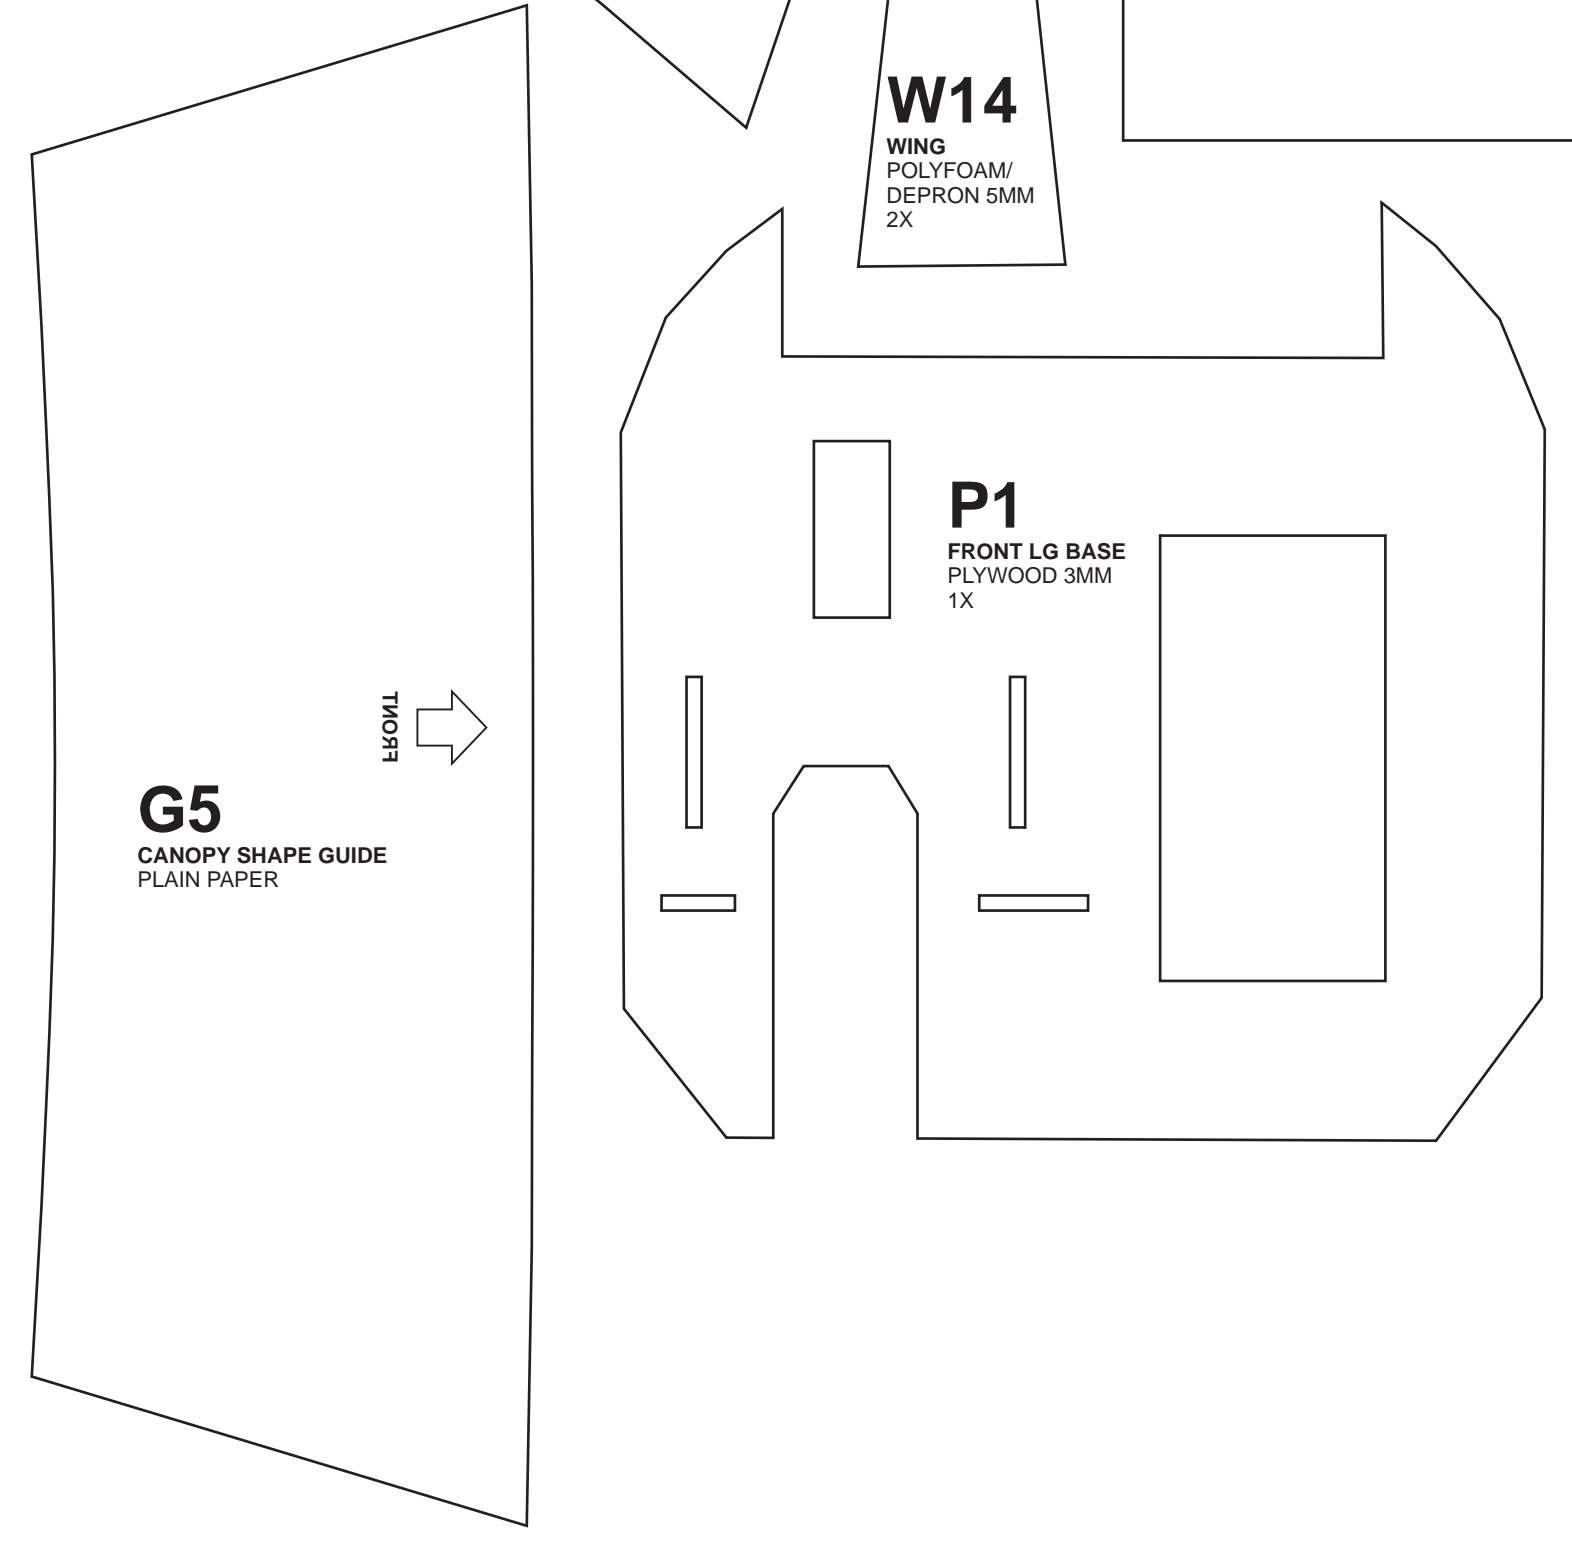 W14
WING
POLYFOAM/
DEPRON 5MM
2X
P1
FRONT LG BASE
PLYWOOD 3MM
1X
FRONT
G5
CANOPY SHAPE GUIDE
PLAIN PAPER